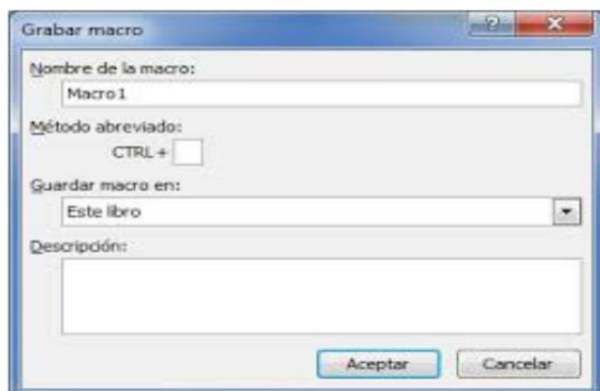 Grabar macro
Nombre de la macro:
Macro1
Método abreviado:
CTRL+
Guardar macro en:
Este libro
Descripción:
Aceptar Cancelar